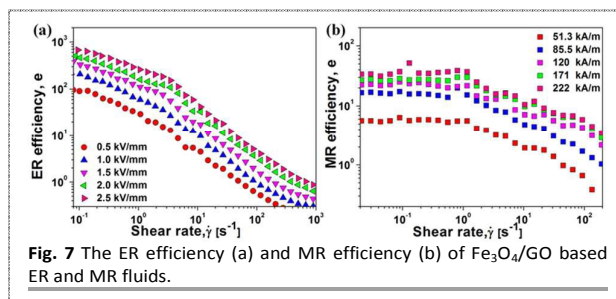 (a)
ER efficiency, e
10³
10²
10¹
10⁰
0.5 kV/mm
1.0 kV/mm
1.5 kV/mm
2.0 kV/mm
2.5 kV/mm
10⁻¹ 10⁰ 10¹ 10² 10³
Shear rate,γ̇ [s⁻¹]
(b)
MR efficiency, e
10²
10¹
10⁰
51.3 kA/m
85.5 kA/m
120 kA/m
171 kA/m
222 kA/m
10⁻¹ 10⁰ 10¹ 10²
Shear rate,γ̇ [s⁻¹]
Fig. 7 The ER efficiency (a) and MR efficiency (b) of Fe₃O₄/GO based
ER and MR fluids.